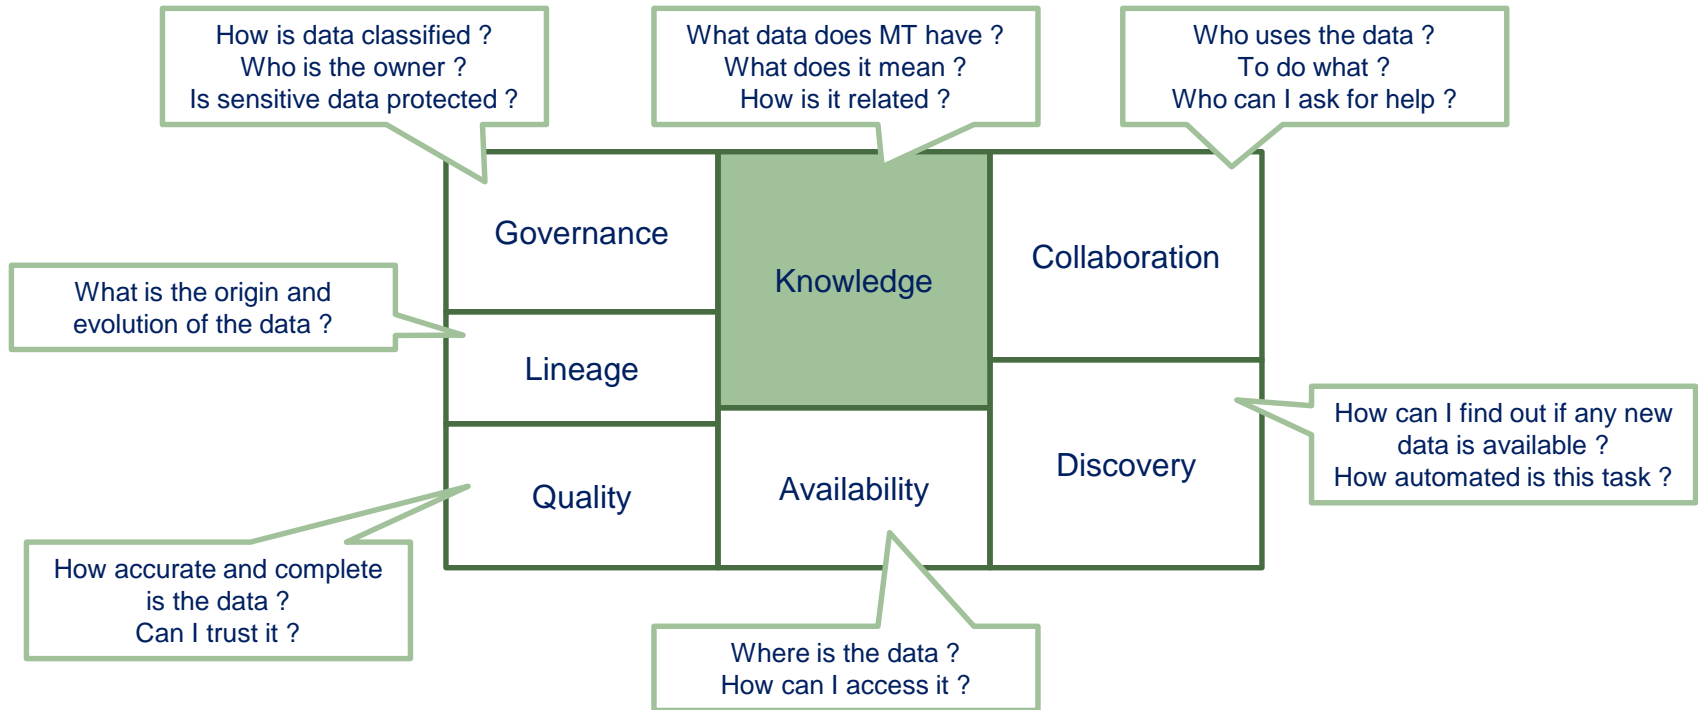 How is data classified ?
Who is the owner ?
Is sensitive data protected ?
What data does MT have ?
What does it mean ?
How is it related ?
Who uses the data ?
To do what ?
Who can I ask for help ?
Governance
Knowledge
Collaboration
What is the origin and
evolution of the data ?
Lineage
How can I find out if any new
data is available ?
How automated is this task ?
Discovery
Quality
Availability
How accurate and complete
is the data ?
Can I trust it ?
Where is the data ?
How can I access it ?